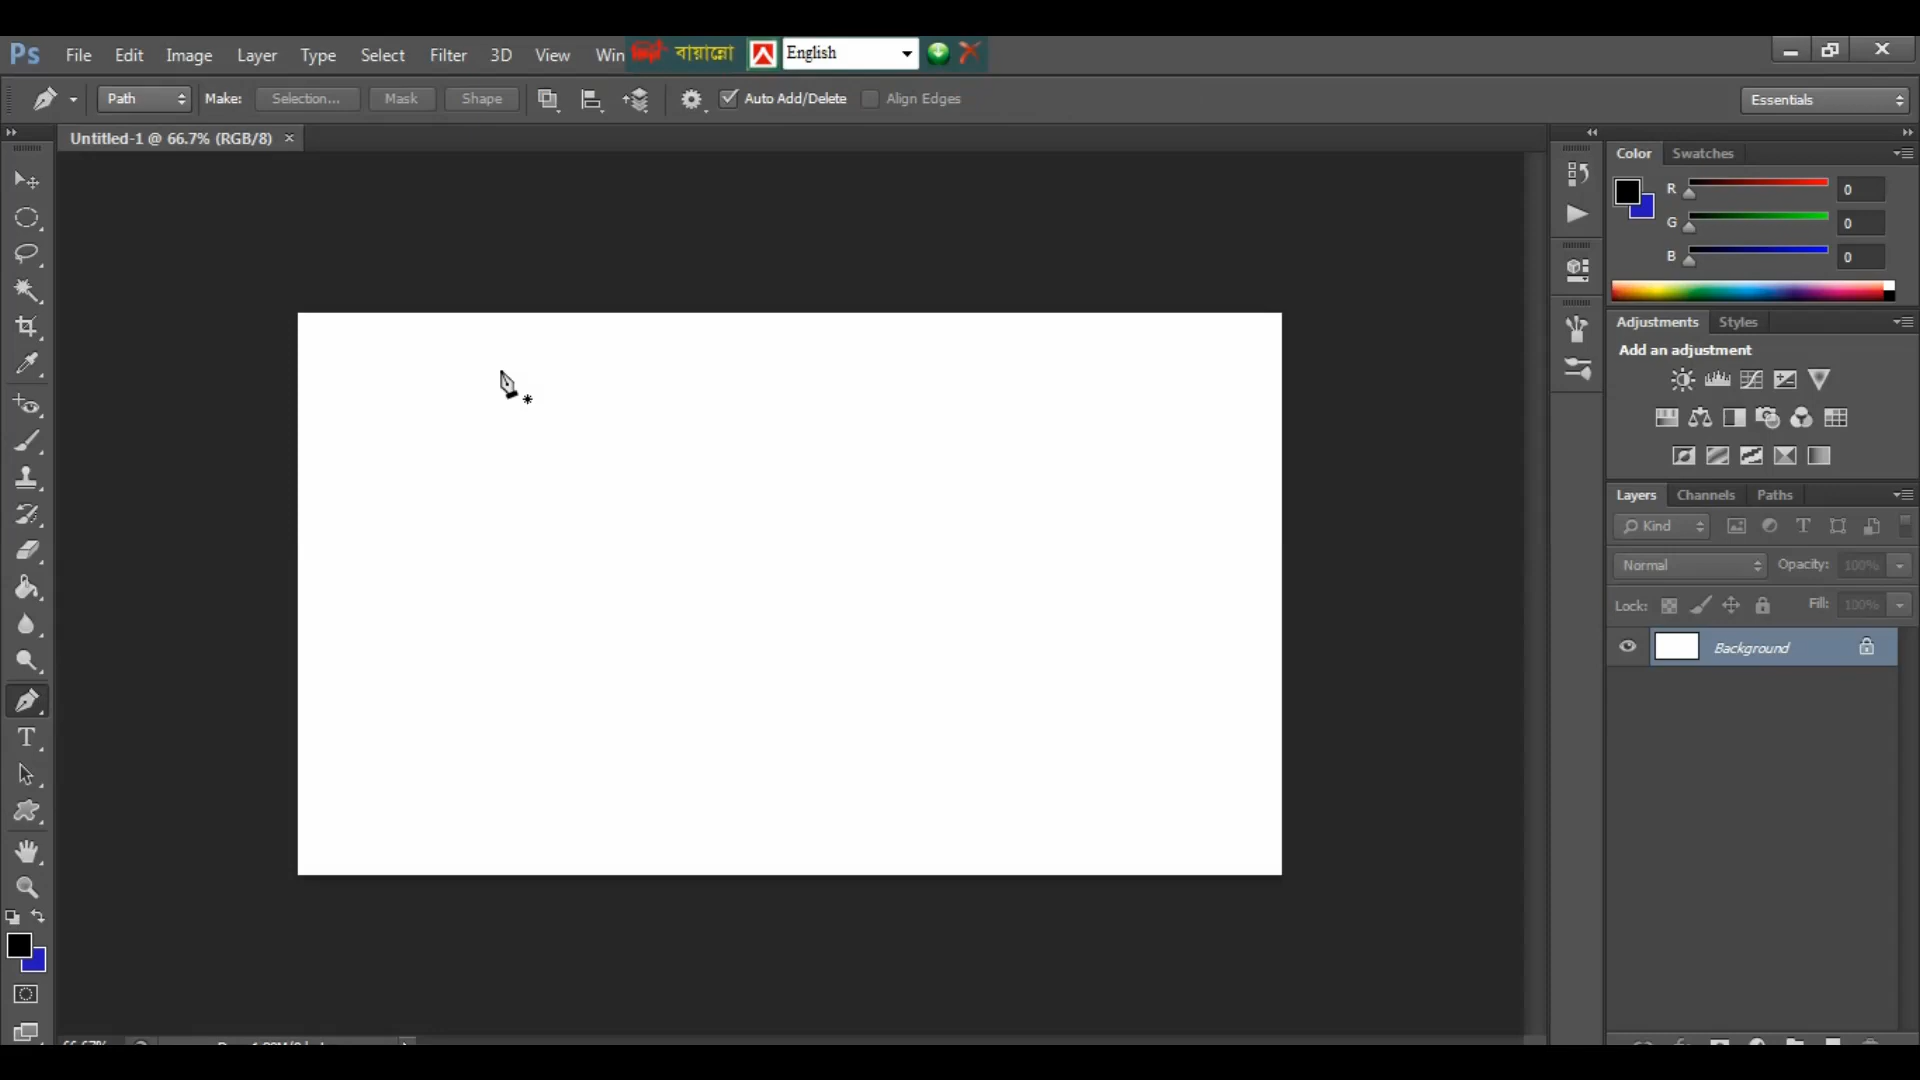 Ps File Edit Image Layer Type Select Filter 3D View Win বায়ান্নো English
Path Make: Selection... Mask Shape Auto Add/Delete Align Edges Essentials
Untitled-1 @ 66.7% (RGB/8)
Color Swatches
R 0
G 0
B 0
Adjustments Styles
Add an adjustment
Layers Channels Paths
Kind
Normal Opacity: 100%
Lock: Fill: 100%
Background